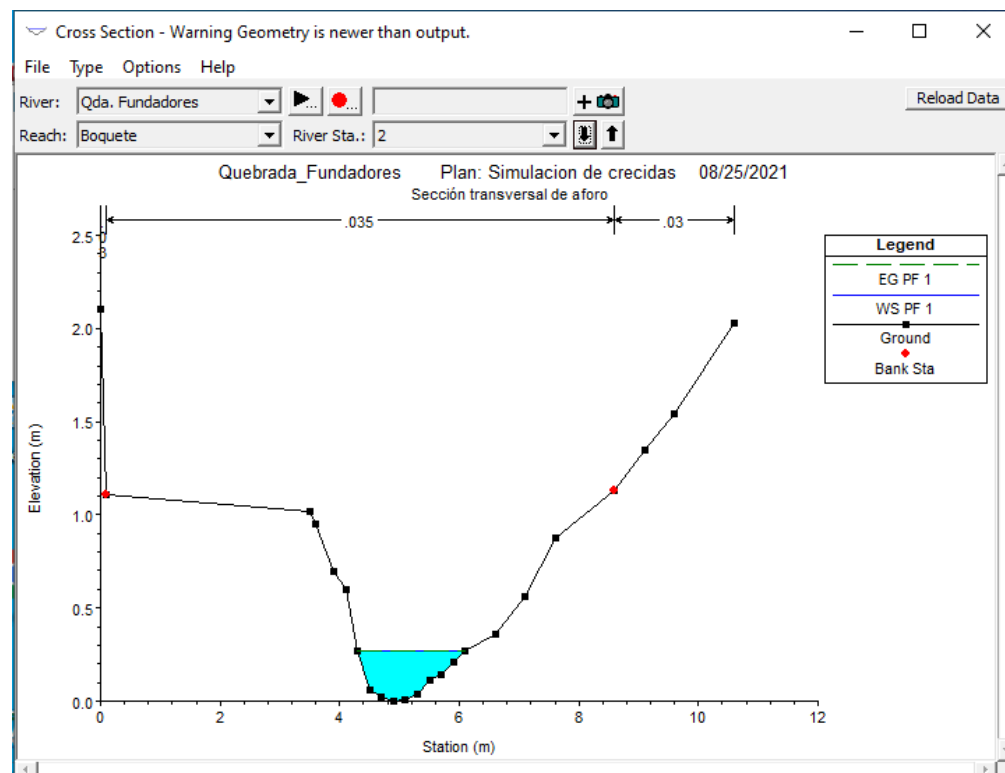 Cross Section - Warning Geometry is newer than output.
File Type Options Help
River: Qda. Fundadores Reload Data
Reach: Boquete River Sta.: 2
Quebrada_Fundadores Plan: Simulacion de crecidas 08/25/2021
Sección transversal de aforo
.035 .03
Legend
EG PF 1
WS PF 1
Ground
Bank Sta
2.5
2.0
1.5
1.0
0.5
0.0
Elevation (m)
0 2 4 6 8 10 12
Station (m)